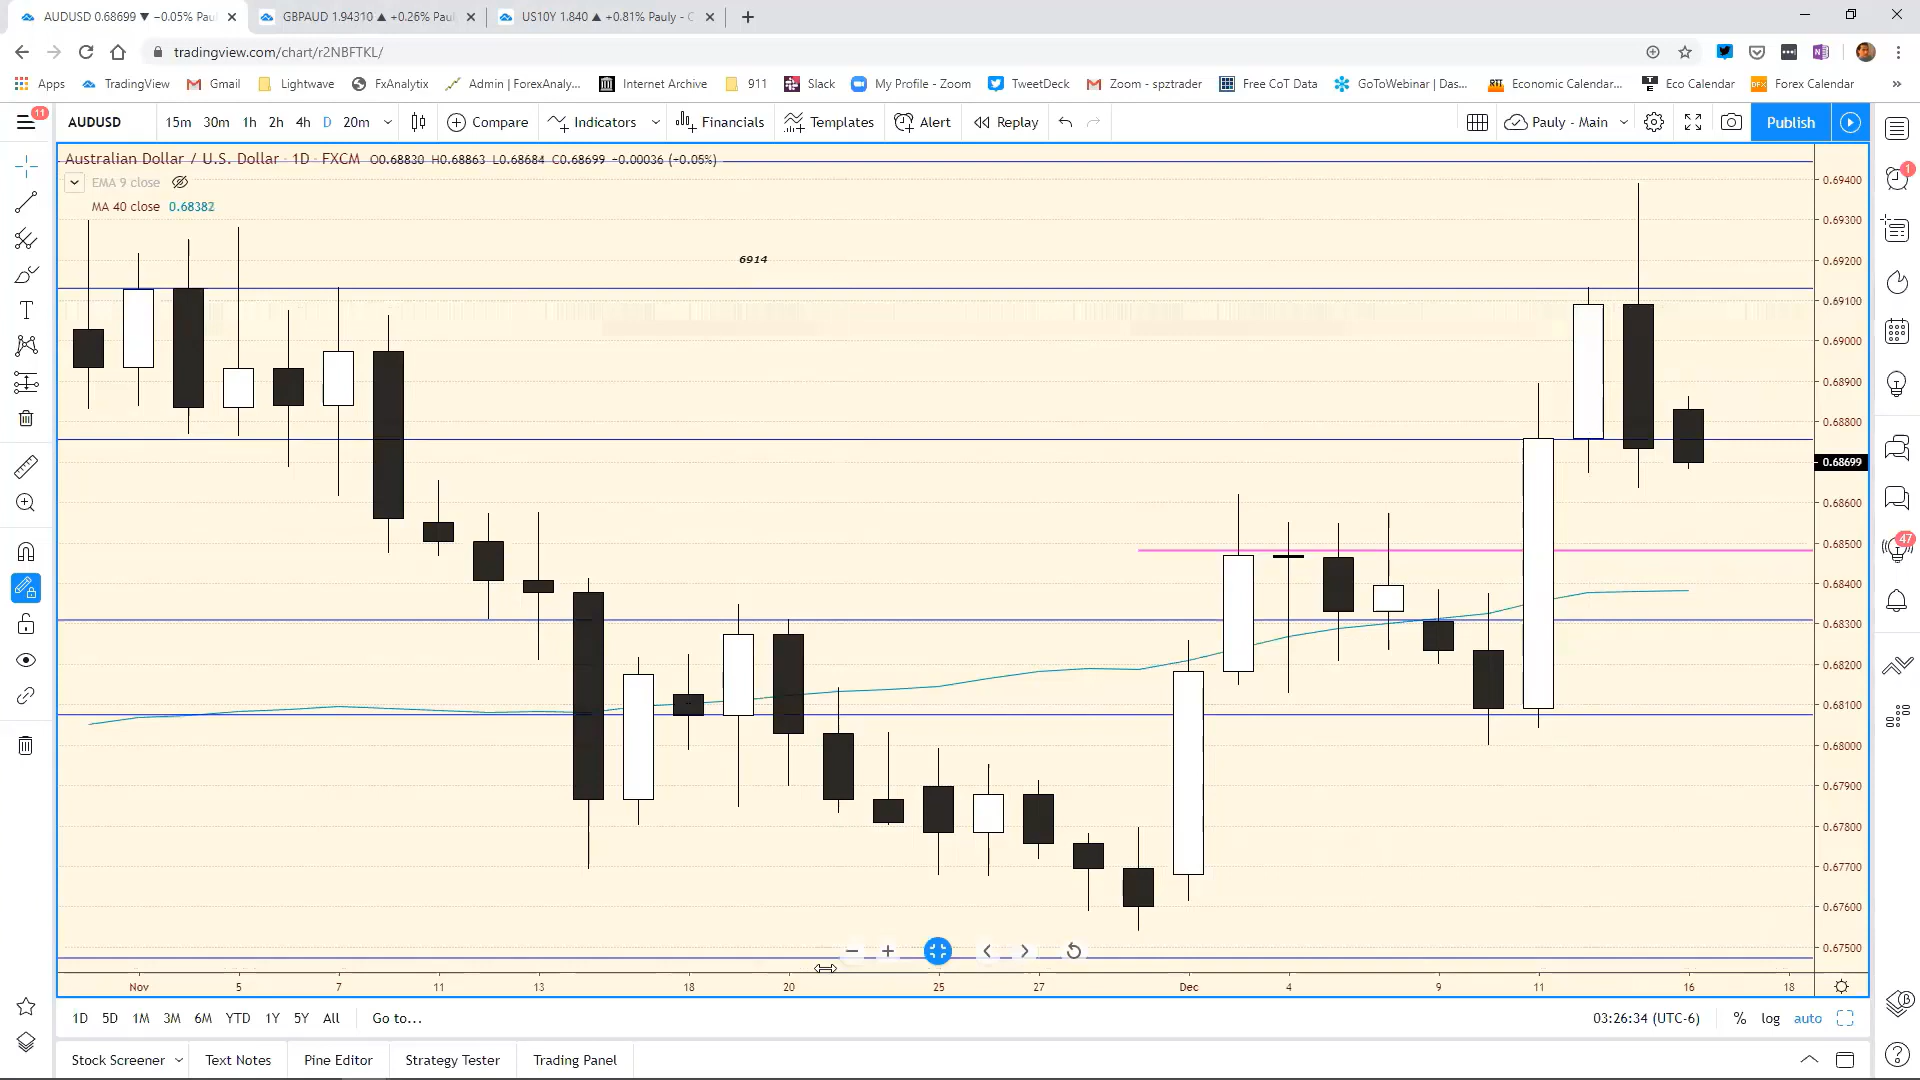 AUDUSD 0.68699 ▼ −0.05% Paul
GBPAUD 1.94310 ▲ +0.26% Paul
US10Y 1.840 ▲ +0.81% Pauly - C
tradingview.com/chart/r2NBFTKL/
Apps
TradingView
Gmail
Lightwave
FxAnalytix
Admin | ForexAnaly...
Internet Archive
911
Slack
My Profile - Zoom
TweetDeck
Zoom - spztrader
Free CoT Data
GoToWebinar | Das...
Economic Calendar...
Eco Calendar
Forex Calendar
»
11
AUDUSD
15m 30m 1h 2h 4h D 20m
Compare
Indicators
Financials
Templates
Alert
Replay
Pauly - Main
Publish
Australian Dollar / U.S. Dollar · 1D · FXCM O0.68830 H0.68863 L0.68684 C0.68699 −0.00036 (−0.05%)
EMA 9 close
MA 40 close 0.68382
6914
0.69400
0.69300
0.69200
0.69100
0.69000
0.68900
0.68800
0.68699
0.68600
0.68500
0.68400
0.68300
0.68200
0.68100
0.68000
0.67900
0.67800
0.67700
0.67600
0.67500
1
47
Nov 5 7 11 13 18 20 25 27 Dec 4 9 11 16 18
1D 5D 1M 3M 6M YTD 1Y 5Y All Go to...
03:26:34 (UTC-6) % log auto
Stock Screener Text Notes Pine Editor Strategy Tester Trading Panel